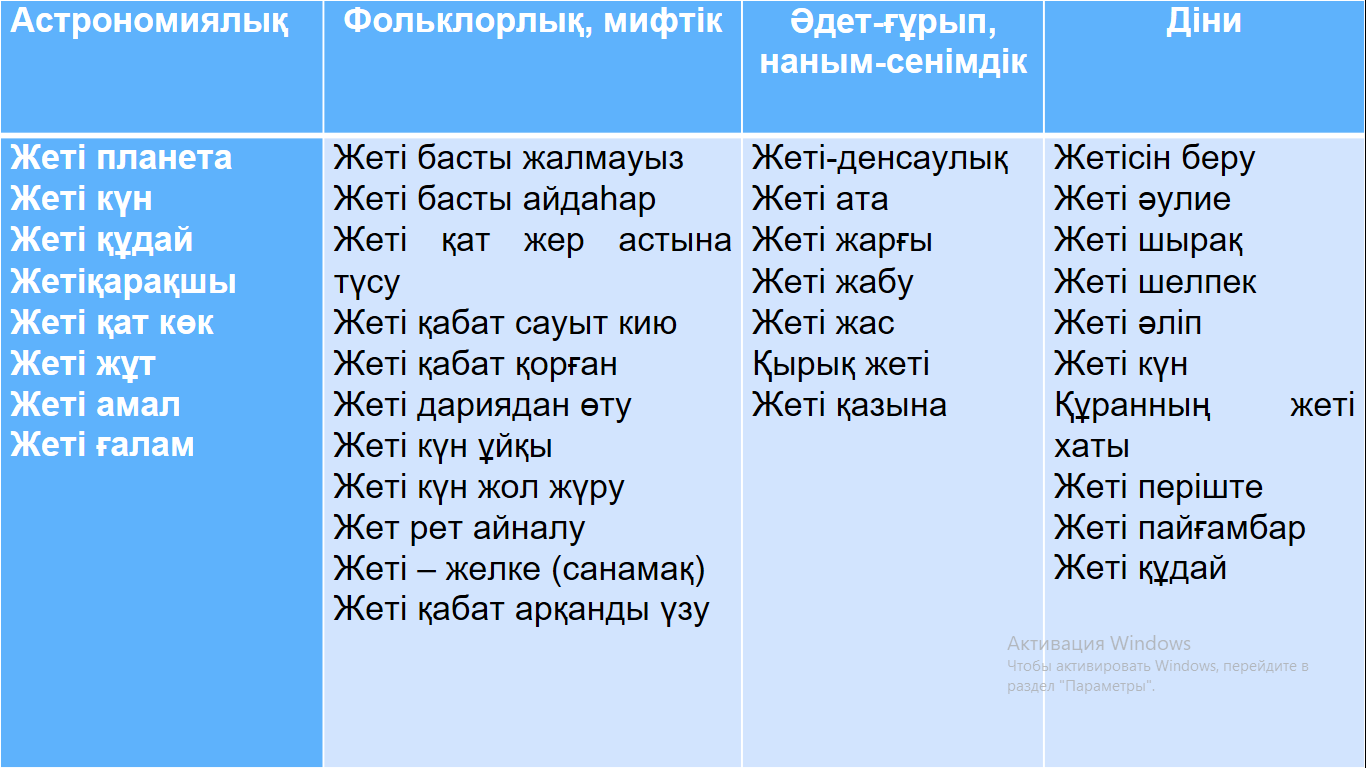 Астрономиялық
Фольклорлық, мифтік
Әдет-ғұрып,
наным-сенімдік
Діни
Жеті планета
Жеті күн
Жеті құдай
Жетіқарақшы
Жеті қат көк
Жеті жұт
Жеті амал
Жеті ғалам
Жеті басты жалмауыз
Жеті басты айдаһар
Жеті қат жер астына
түсу
Жеті қабат сауыт кию
Жеті қабат қорған
Жеті дариядан өту
Жеті күн ұйқы
Жеті күн жол жүру
Жет рет айналу
Жеті – желке (санамақ)
Жеті қабат арқанды үзу
Жеті-денсаулық
Жеті ата
Жеті жарғы
Жеті жабу
Жеті жас
Қырық жеті
Жеті қазына
Жетісін беру
Жеті әулие
Жеті шырақ
Жеті шелпек
Жеті әліп
Жеті күн
Құранның жеті
хаты
Жеті періште
Жеті пайғамбар
Жеті құдай
Активация Windows
Чтобы активировать Windows, перейдите в
раздел "Параметры".